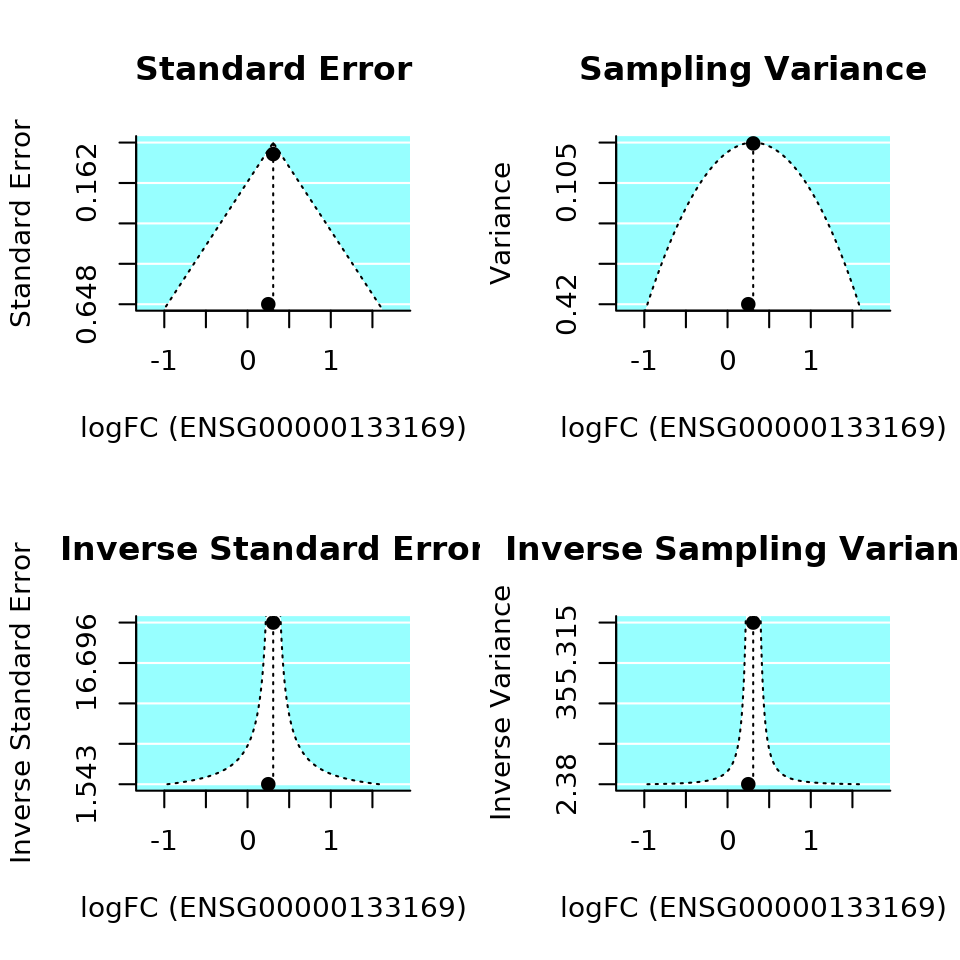 Standard Error
Standard Error
0.162
0.648
-1 0 1
logFC (ENSG00000133169)
Sampling Variance
Variance
0.105
0.42
-1 0 1
logFC (ENSG00000133169)
Inverse Standard Error
Inverse Standard Error
16.696
1.543
-1 0 1
logFC (ENSG00000133169)
Inverse Sampling Varian
Inverse Variance
355.315
2.38
-1 0 1
logFC (ENSG00000133169)